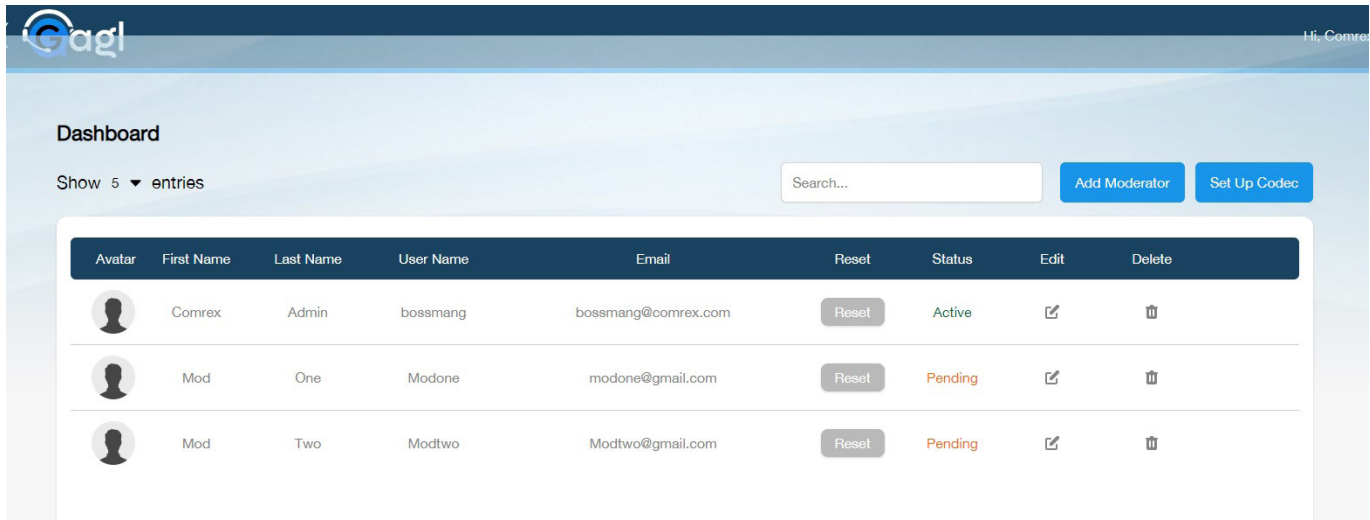 Gagl
Hi, Comrex
Dashboard
Show 5 entries
Search...
Add Moderator
Set Up Codec
Avatar First Name Last Name User Name Email Reset Status Edit Delete
Comrex Admin bossmang bossmang@comrex.com Reset Active
Mod One Modone modone@gmail.com Reset Pending
Mod Two Modtwo Modtwo@gmail.com Reset Pending